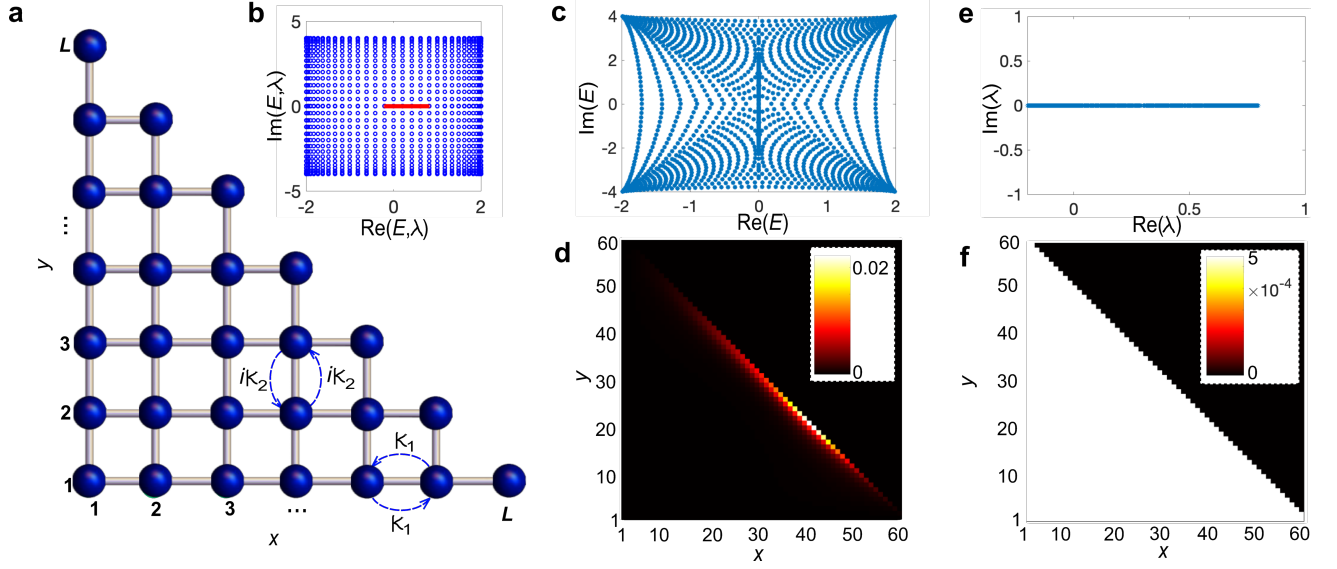 a
L
⋮
y
3
2
1
1
2
3
...
L
x
iκ₂
iκ₂
κ₁
κ₁
b
5
0
-5
Im(E,λ)
-2
0
2
Re(E,λ)
c
4
2
0
-2
-4
Im(E)
-2
-1
0
1
2
Re(E)
d
60
50
40
30
20
10
1
y
1
10
20
30
40
50
60
x
0.02
0
e
1
0.5
0
-0.5
-1
Im(λ)
0
0.5
1
Re(λ)
f
60
50
40
30
20
10
1
y
1
10
20
30
40
50
60
x
5
×10⁻⁴
0